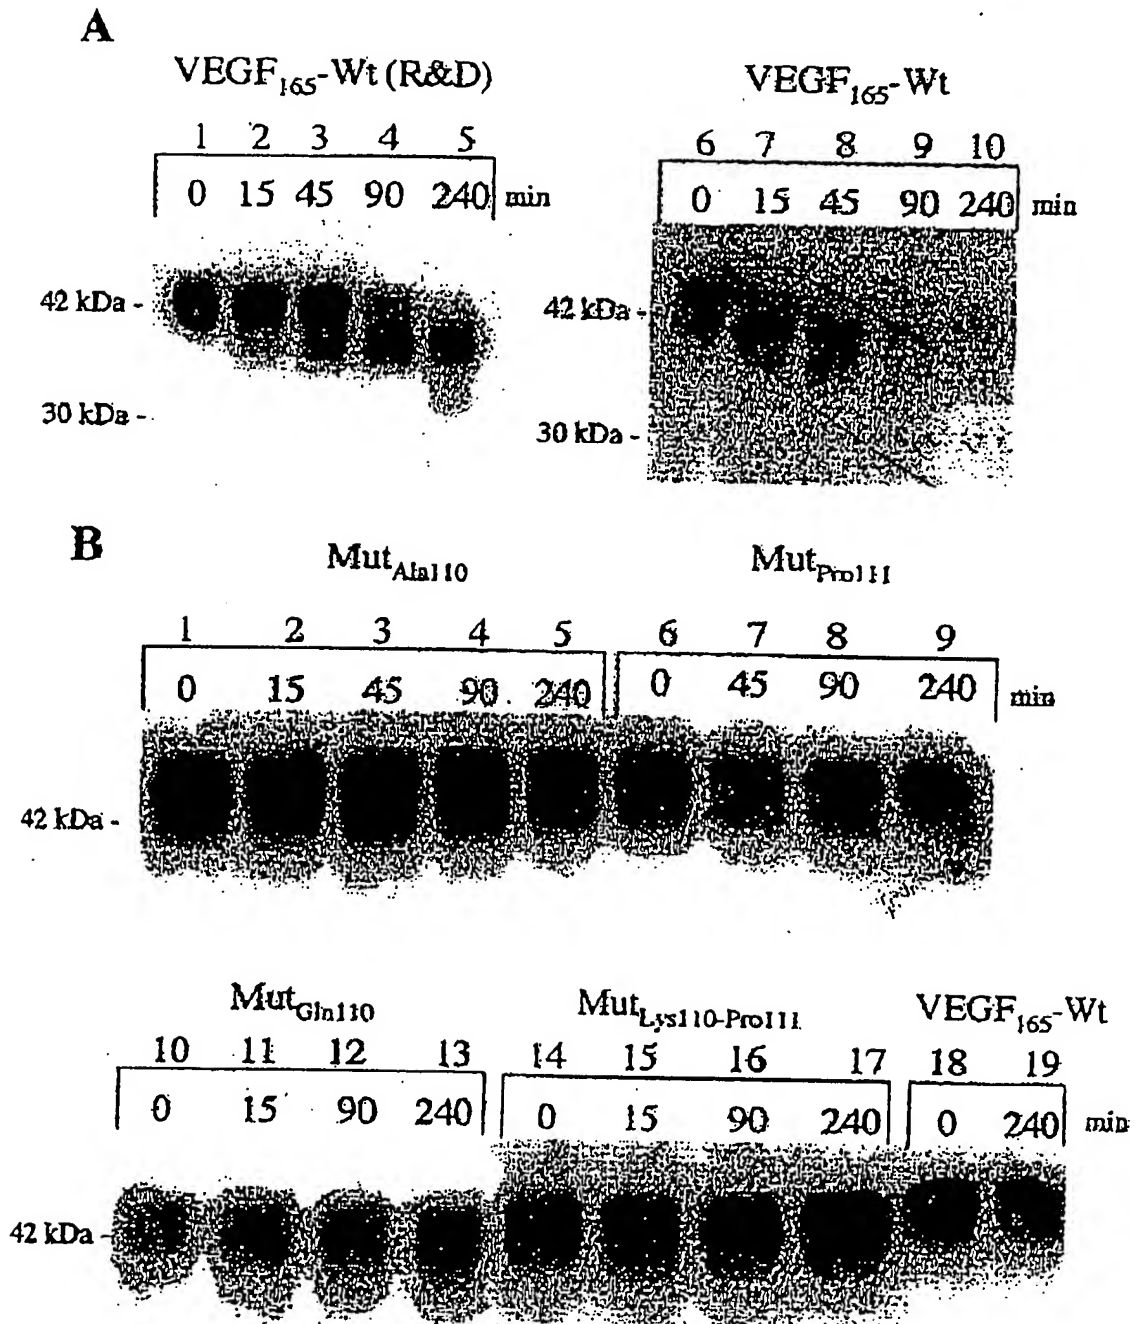 A
VEGF165-Wt (R&D)
VEGF165-Wt
1 2 3 4 5
6 7 8 9 10
0 15 45 90 240 min
0 15 45 90 240 min
42 kDa -
42 kDa -
30 kDa -
30 kDa -
B
MutAla110
MutPro111
1 2 3 4 5 6 7 8 9
0 15 45 90 240 0 45 90 240 min
42 kDa -
MutGln110
MutLys110-Pro111
VEGF165-Wt
10 11 12 13 14 15 16 17 18 19
0 15 90 240 0 15 90 240 0 240 min
42 kDa -